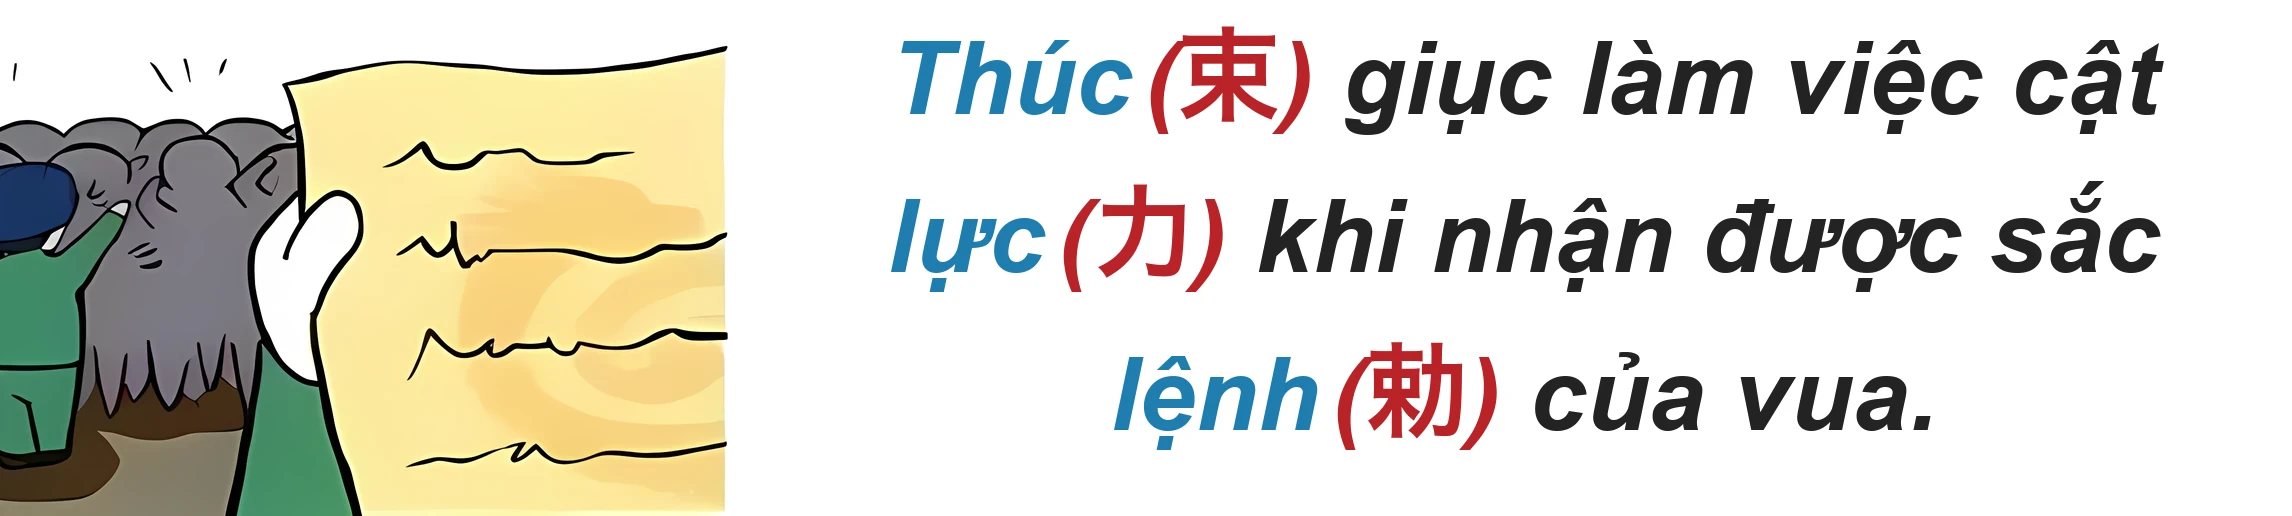 Thúc (束) giục làm việc cật
lực (力) khi nhận được sắc
lệnh (勅) của vua.